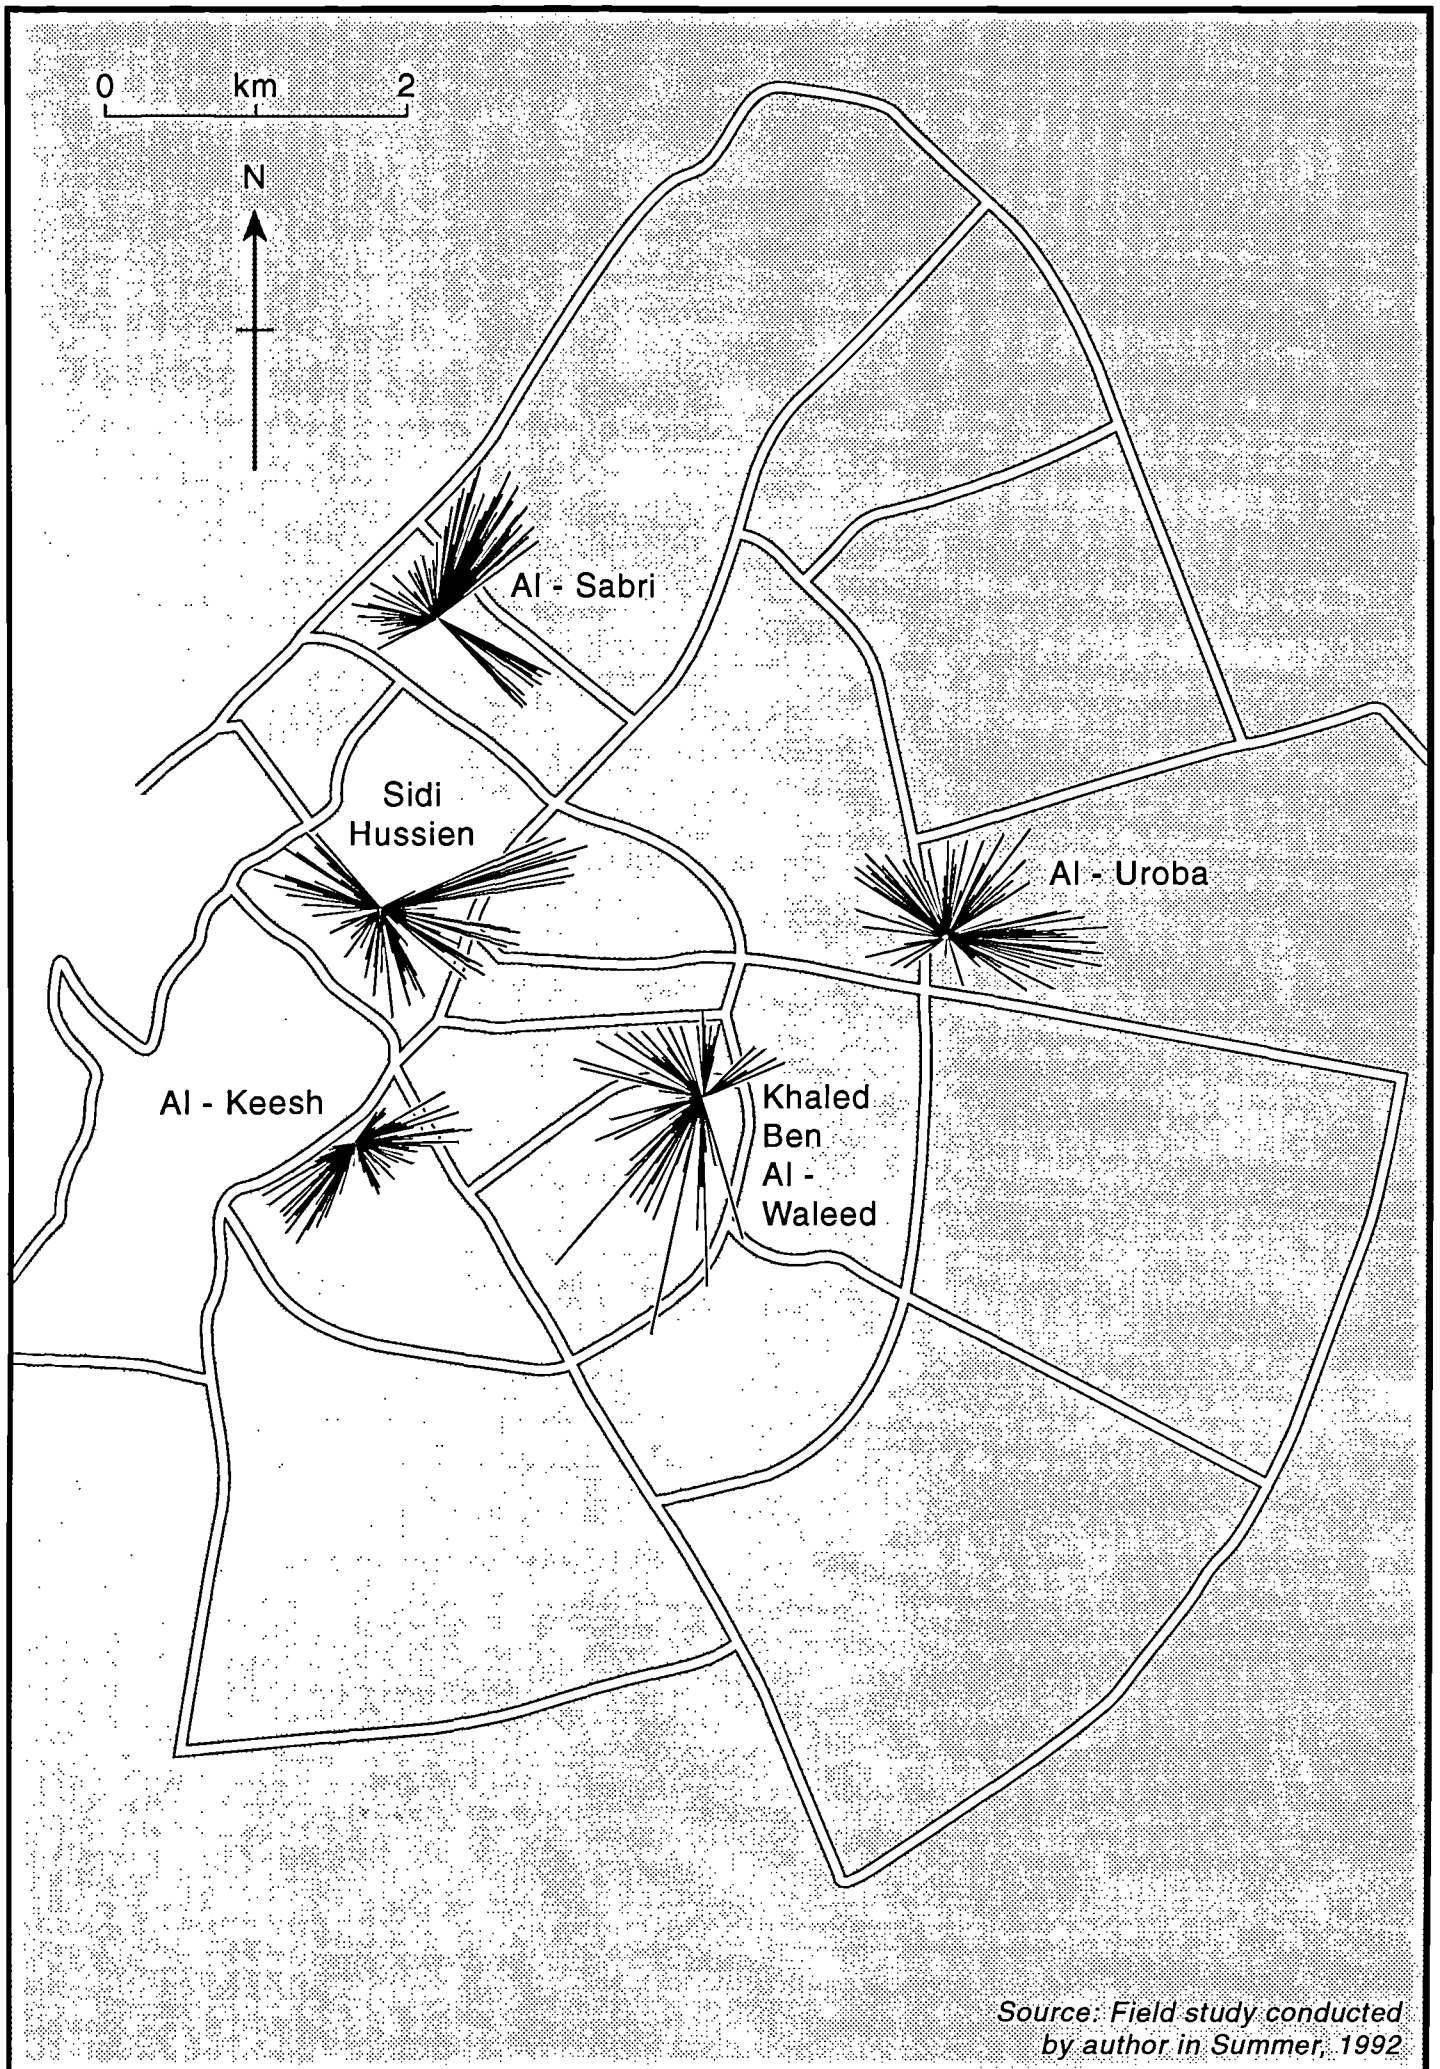 0 km 2
N
Al - Sabri
Sidi
Hussien
Al - Uroba
Al - Keesh
Khaled
Ben
Al -
Waleed
Source: Field study conducted
by author in Summer, 1992